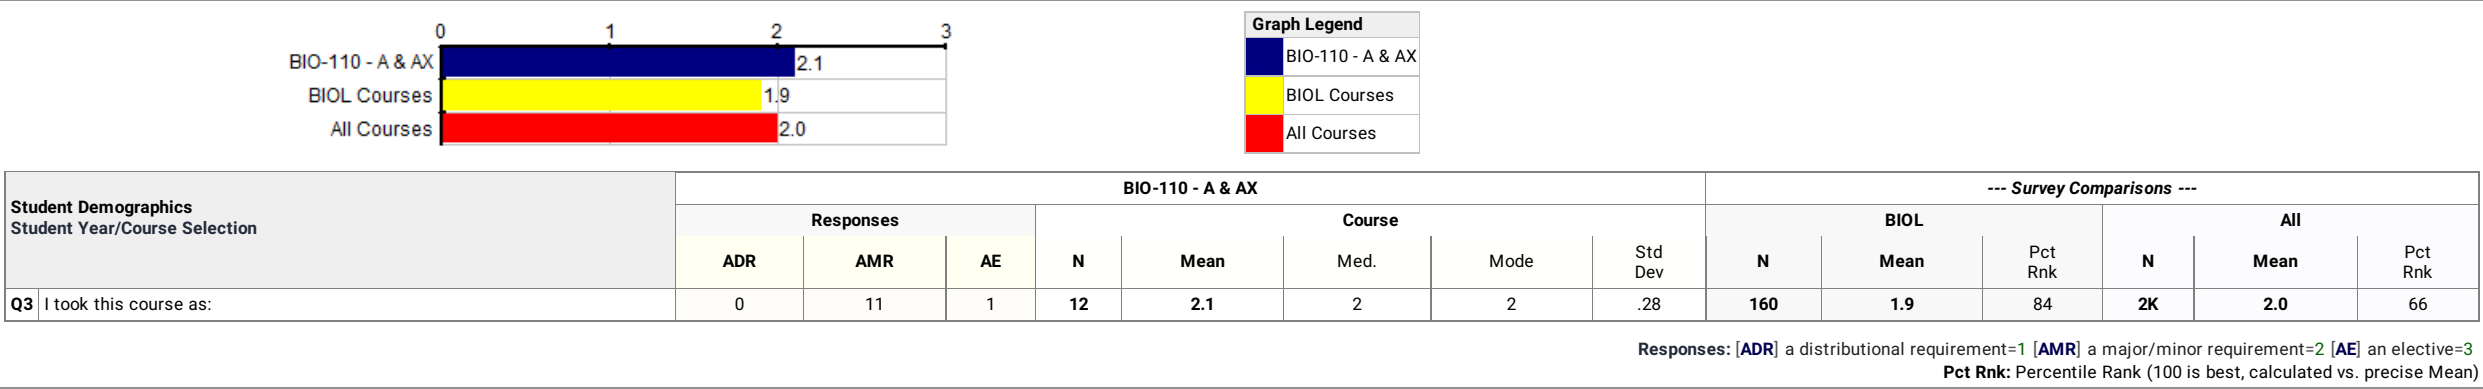 0 1 2 3
BIO-110 - A & AX 2.1
BIOL Courses 1.9
All Courses 2.0
Graph Legend
BIO-110 - A & AX
BIOL Courses
All Courses
Student Demographics
Student Year/Course Selection
BIO-110 - A & AX --- Survey Comparisons ---
Responses Course BIOL All
ADR AMR AE N Mean Med. Mode Std Dev N Mean Pct Rnk N Mean Pct Rnk
Q3 I took this course as: 0 11 1 12 2.1 2 2 .28 160 1.9 84 2K 2.0 66
Responses: [ADR] a distributional requirement=1 [AMR] a major/minor requirement=2 [AE] an elective=3
Pct Rnk: Percentile Rank (100 is best, calculated vs. precise Mean)